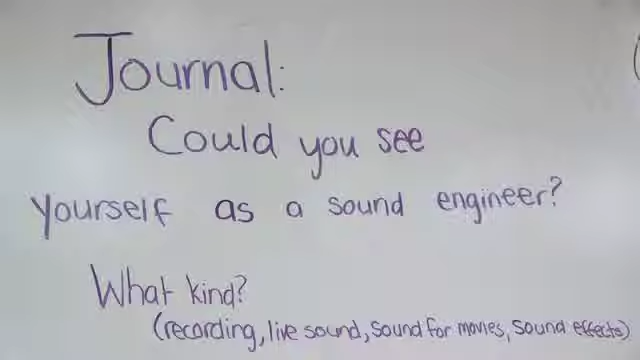 Journal:
Could you see
yourself as a sound engineer?
What kind?
(recording, live sound, sound for movies, sound effects)